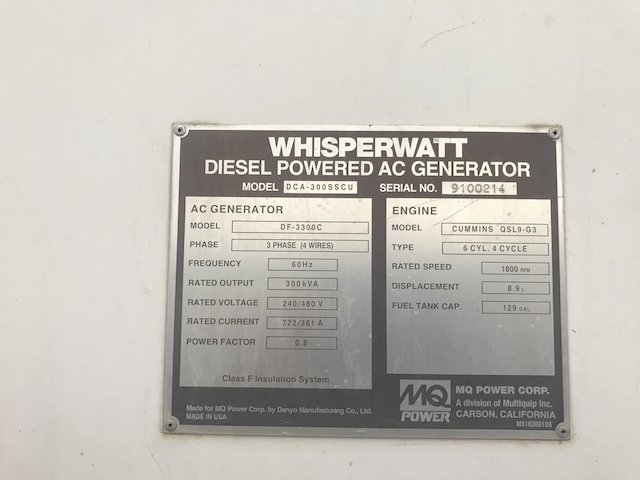 WHISPERWATT
DIESEL POWERED AC GENERATOR
MODEL DCA-300SSCU SERIAL NO. 9100214
AC GENERATOR
MODEL DF-3300C
PHASE 3 PHASE (4 WIRES)
FREQUENCY 60Hz
RATED OUTPUT 300kVA
RATED VOLTAGE 240/480 V
RATED CURRENT 722/361 A
POWER FACTOR 0.8
Class F Insulation System
ENGINE
MODEL CUMMINS QSL9-G3
TYPE 6 CYL. 4 CYCLE
RATED SPEED 1800 RPM
DISPLACEMENT 8.9 L
FUEL TANK CAP. 129 GAL.
Made for MQ Power Corp. by Denyo Manufacturing Co., Ltd.
MADE IN USA
MQ
POWER
MQ POWER CORP.
A division of Multiquip Inc.
CARSON, CALIFORNIA
M51030010A